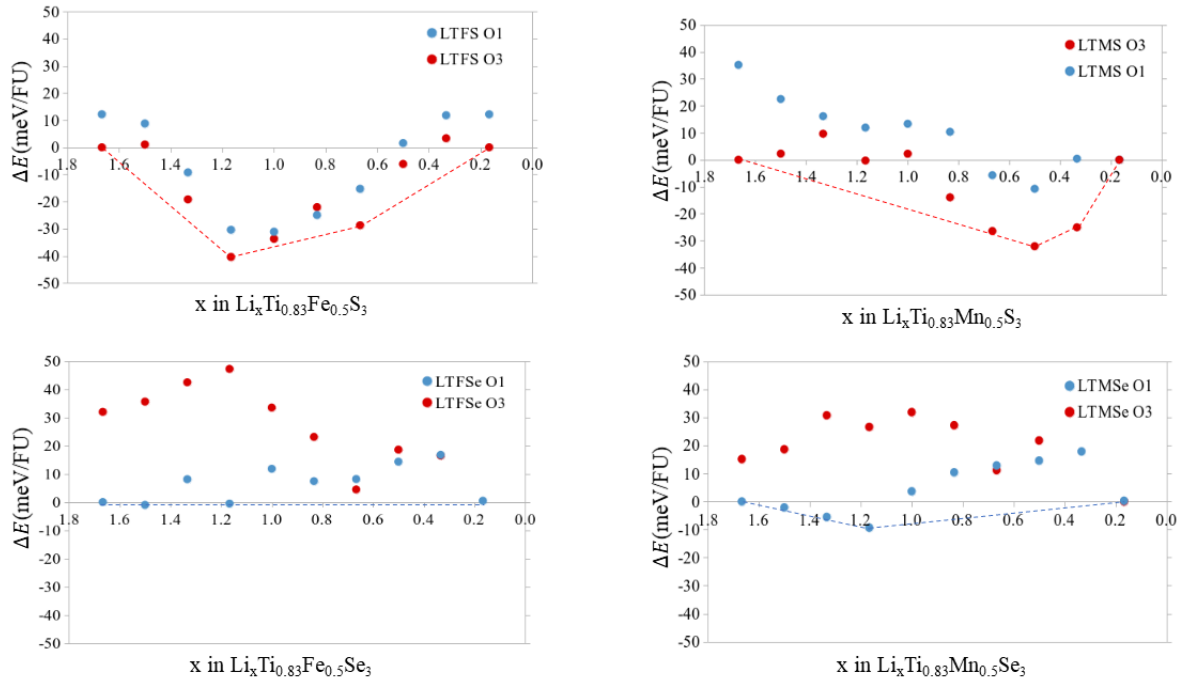 50
40
30
20
10
0
-10
-20
-30
-40
-50
ΔE(meV/FU)
LTFS O1
LTFS O3
1.8 1.6 1.4 1.2 1.0 0.8 0.6 0.4 0.2 0.0
x in LiₓTi₀.₈₃Fe₀.₅S₃
50
40
30
20
10
0
-10
-20
-30
-40
-50
ΔE(meV/FU)
LTMS O3
LTMS O1
1.8 1.6 1.4 1.2 1.0 0.8 0.6 0.4 0.2 0.0
x in LiₓTi₀.₈₃Mn₀.₅S₃
50
40
30
20
10
0
-10
-20
-30
-40
-50
ΔE(meV/FU)
LTFSe O1
LTFSe O3
1.8 1.6 1.4 1.2 1.0 0.8 0.6 0.4 0.2 0.0
x in LiₓTi₀.₈₃Fe₀.₅Se₃
50
40
30
20
10
0
-10
-20
-30
-40
-50
ΔE(meV/FU)
LTMSe O1
LTMSe O3
1.8 1.6 1.4 1.2 1.0 0.8 0.6 0.4 0.2 0.0
x in LiₓTi₀.₈₃Mn₀.₅Se₃